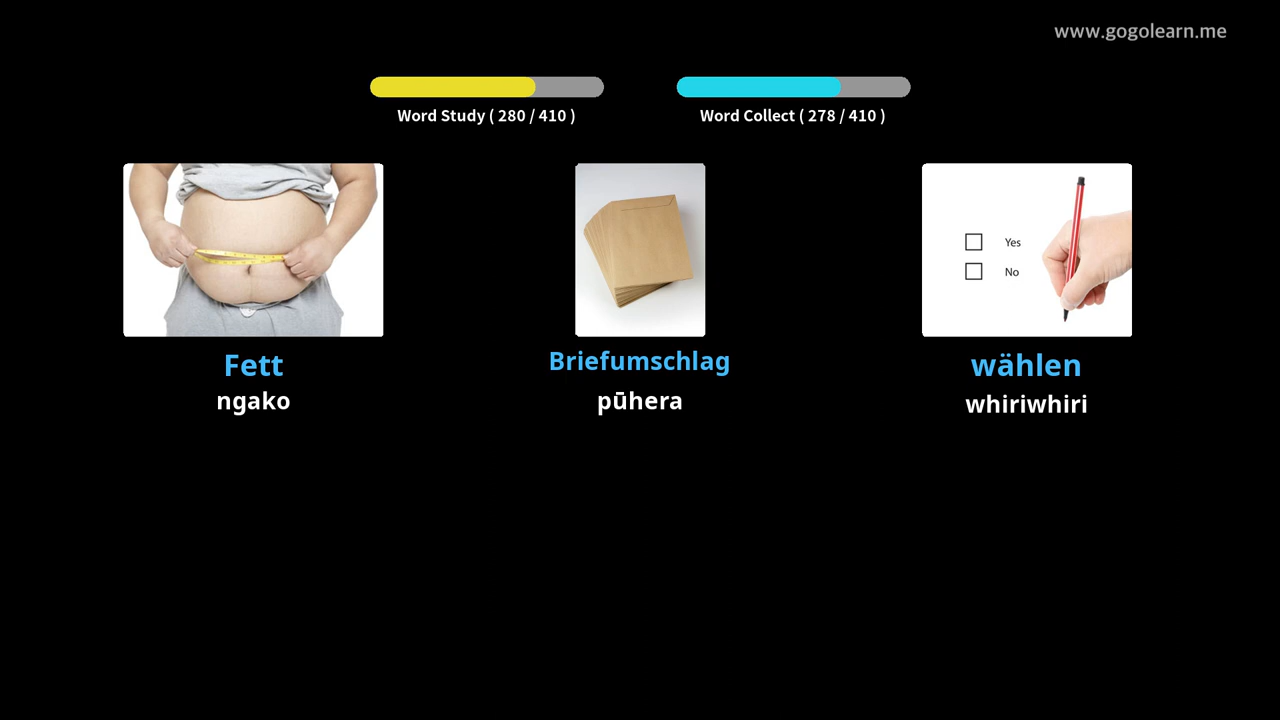 www.gogolearn.me
Word Study ( 280 / 410 )
Word Collect ( 278 / 410 )
Yes
No
Fett
Briefumschlag
wählen
ngako
pūhera
whiriwhiri